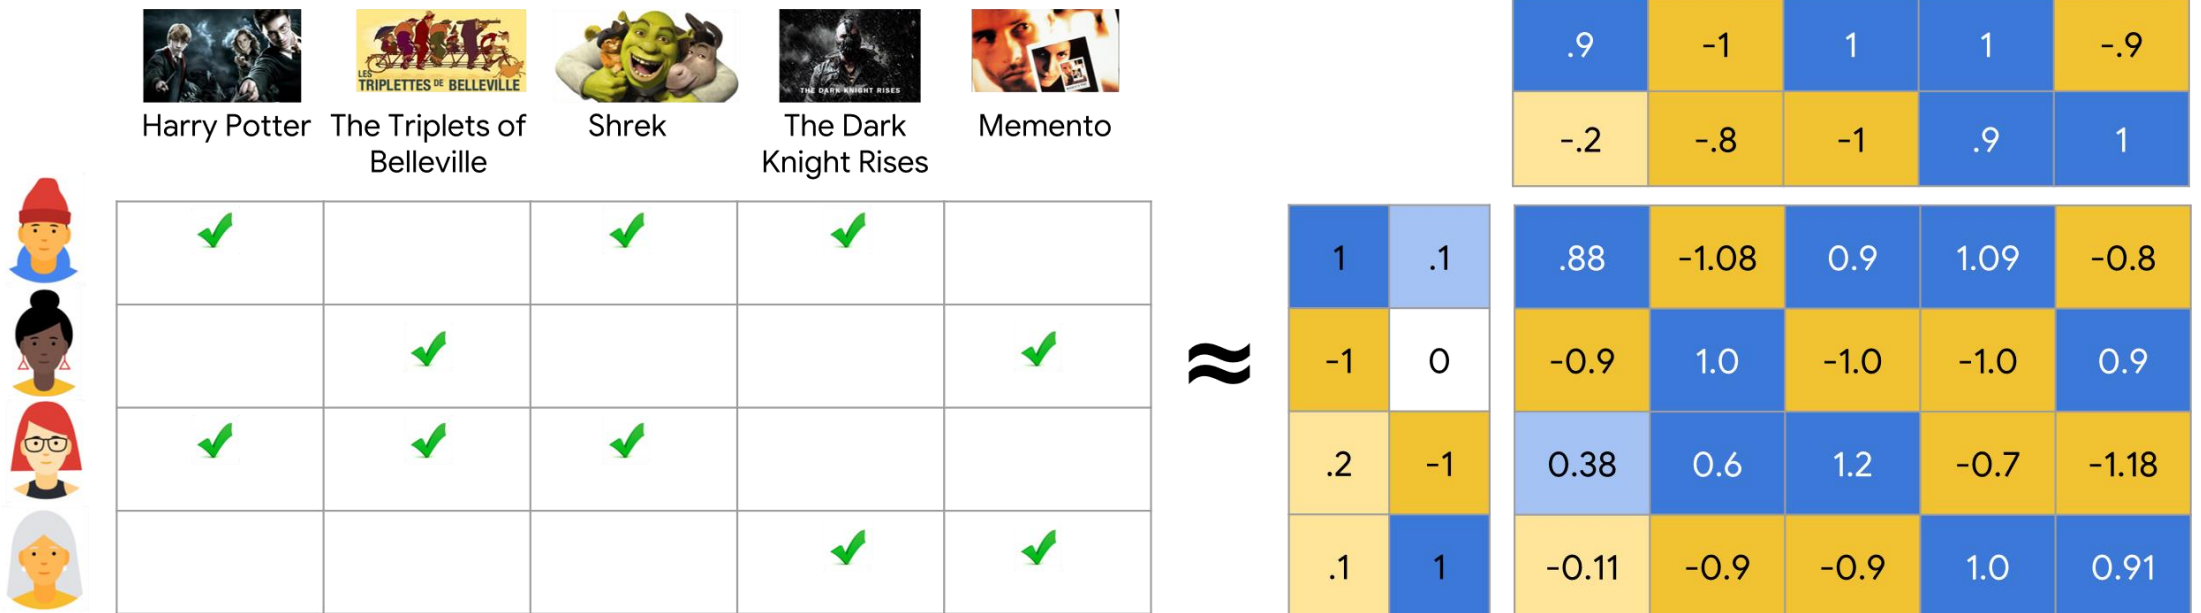 LES
TRIPLETTES DE BELLEVILLE
THE DARK KNIGHT RISES
Harry Potter
The Triplets of
Belleville
Shrek
The Dark
Knight Rises
Memento
.9 -1 1 1 -.9
-.2 -.8 -1 .9 1
≈
1 .1
-1 0
.2 -1
.1 1
.88 -1.08 0.9 1.09 -0.8
-0.9 1.0 -1.0 -1.0 0.9
0.38 0.6 1.2 -0.7 -1.18
-0.11 -0.9 -0.9 1.0 0.91